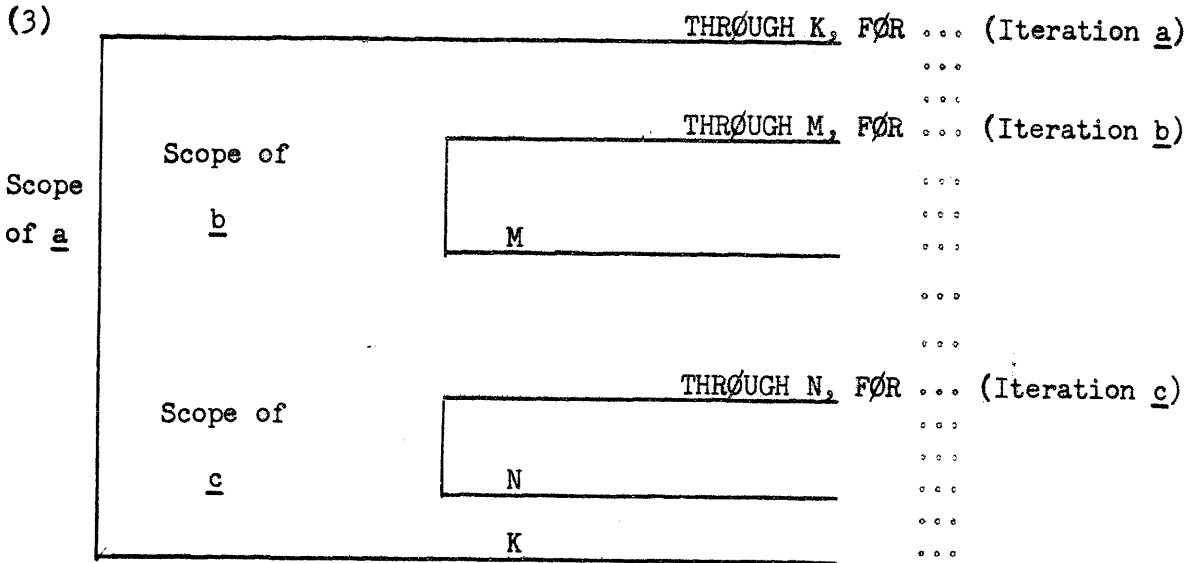 (3)
THRØUGH K, FØR ... (Iteration a)
...
...
THRØUGH M, FØR ... (Iteration b)
Scope of
Scope
...
b
...
of a
M
...
...
...
THRØUGH N, FØR ... (Iteration c)
Scope of
...
...
c
N
...
...
K
...